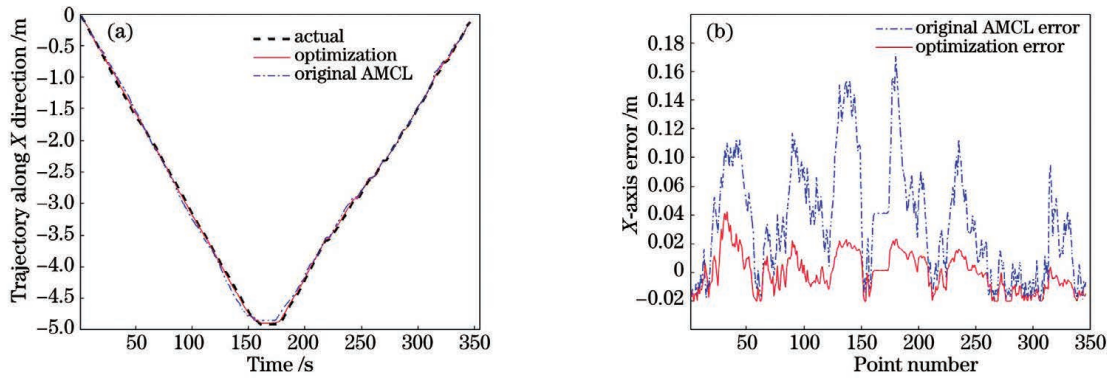 (a)
actual
optimization
original AMCL
0
−0.5
−1.0
−1.5
−2.0
−2.5
−3.0
−3.5
−4.0
−4.5
−5.0
Trajectory along X direction /m
0 50 100 150 200 250 300 350
Time /s
(b)
original AMCL error
optimization error
0.18
0.16
0.14
0.12
0.10
0.06
0.04
0.02
0
−0.02
X-axis error /m
50 100 150 200 250 300 350
Point number